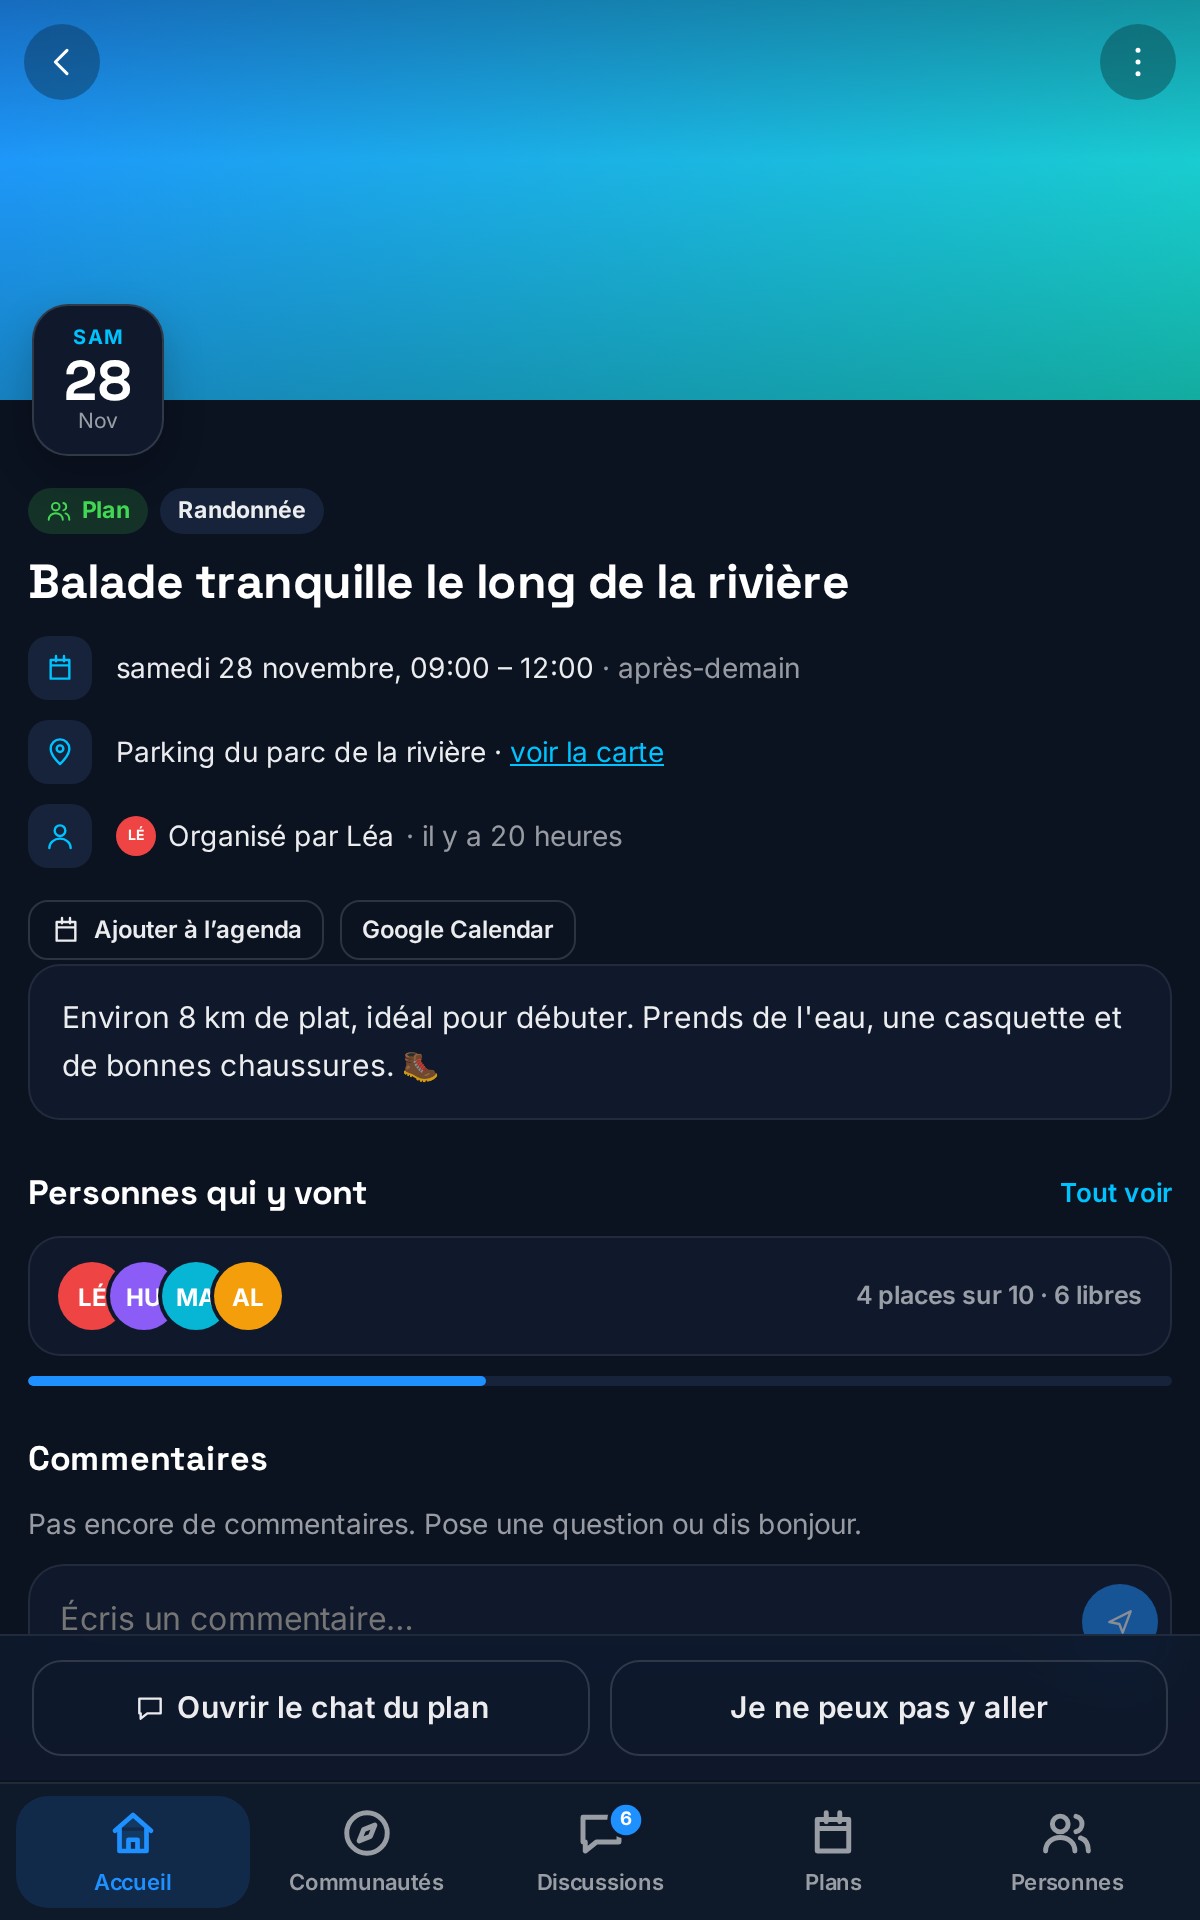 SAM
28
Nov
Plan
Randonnée
Balade tranquille le long de la rivière
samedi 28 novembre, 09:00 – 12:00 · après-demain
Parking du parc de la rivière · voir la carte
LÉ Organisé par Léa · il y a 20 heures
Ajouter à l’agenda
Google Calendar
Environ 8 km de plat, idéal pour débuter. Prends de l'eau, une casquette et
de bonnes chaussures. 🥾
Personnes qui y vont
Tout voir
LÉ HU MA AL
4 places sur 10 · 6 libres
Commentaires
Pas encore de commentaires. Pose une question ou dis bonjour.
Écris un commentaire...
Ouvrir le chat du plan
Je ne peux pas y aller
6
Accueil
Communautés
Discussions
Plans
Personnes